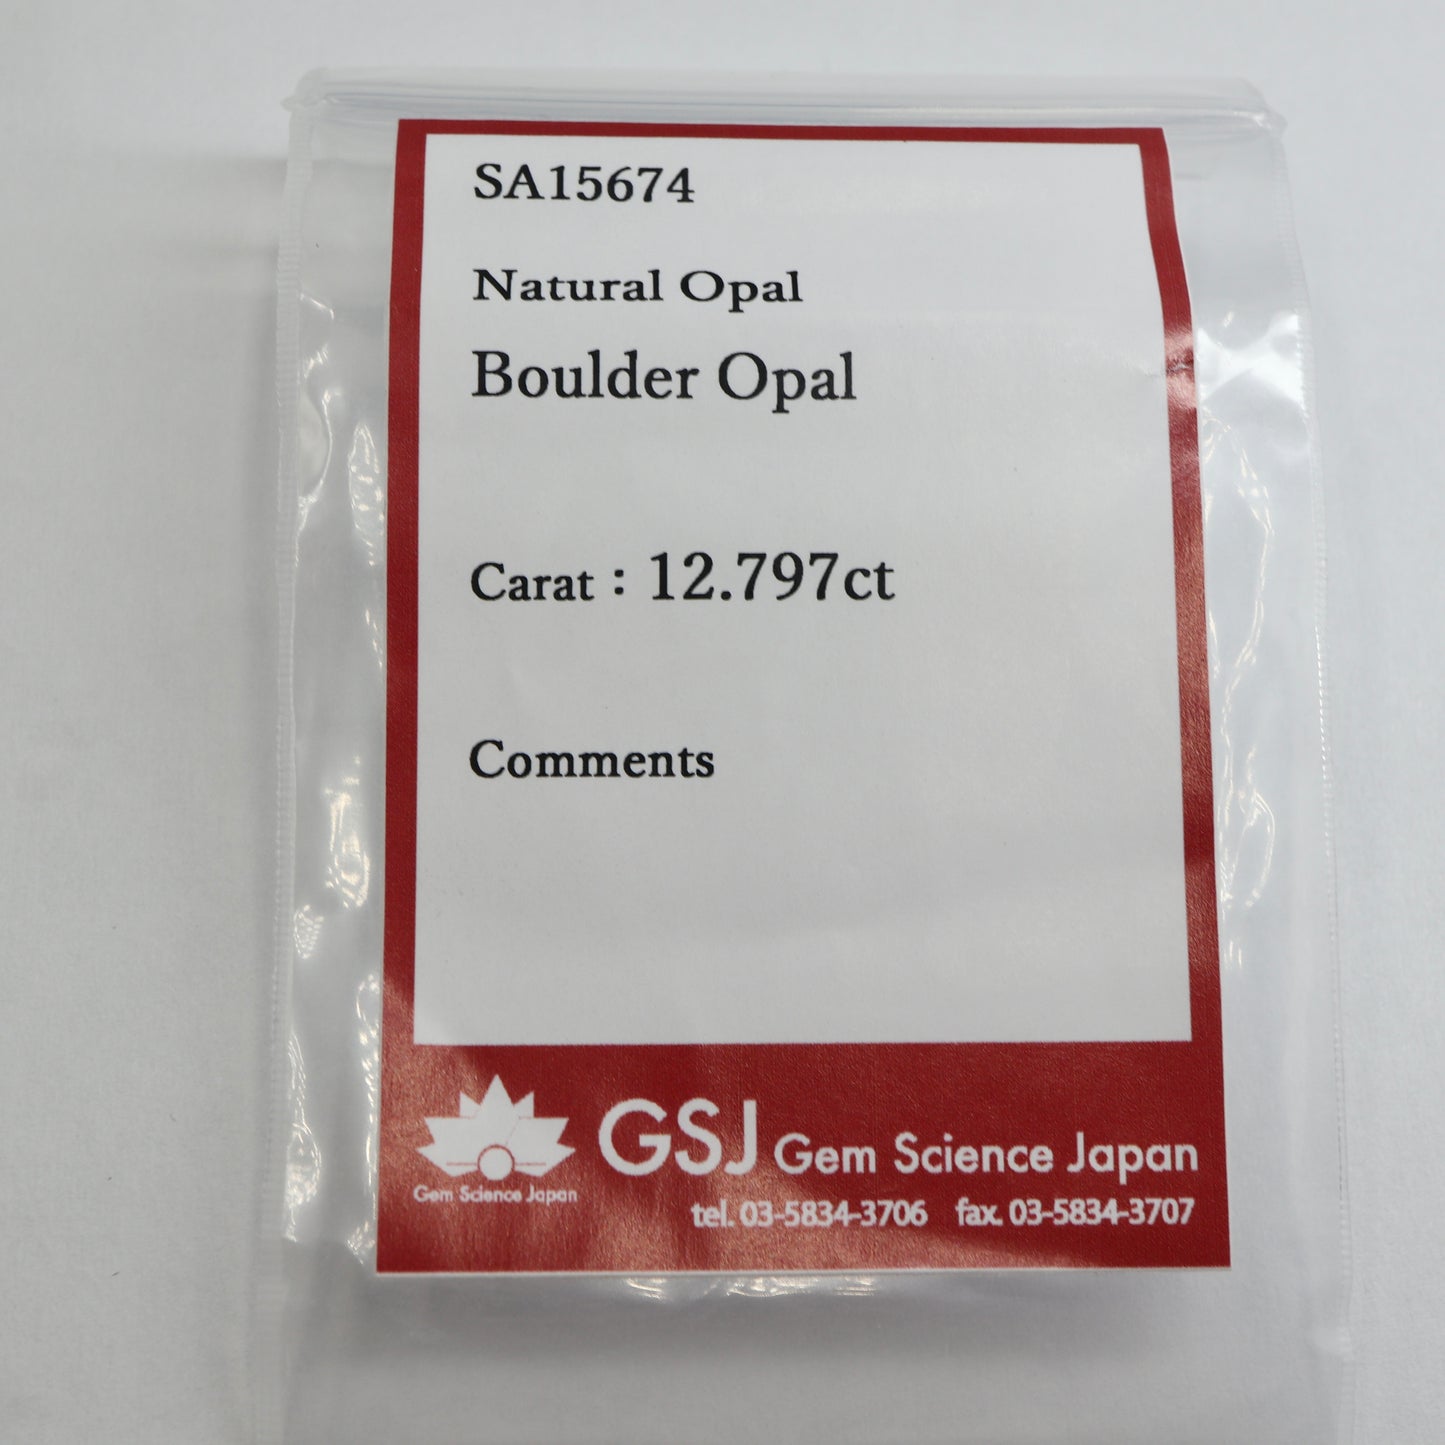 SA15674
Natural Opal
Boulder Opal
Carat : 12.797ct
Comments
GSJ Gem Science Japan
Gem Science Japan
tel. 03-5834-3706 fax. 03-5834-3707